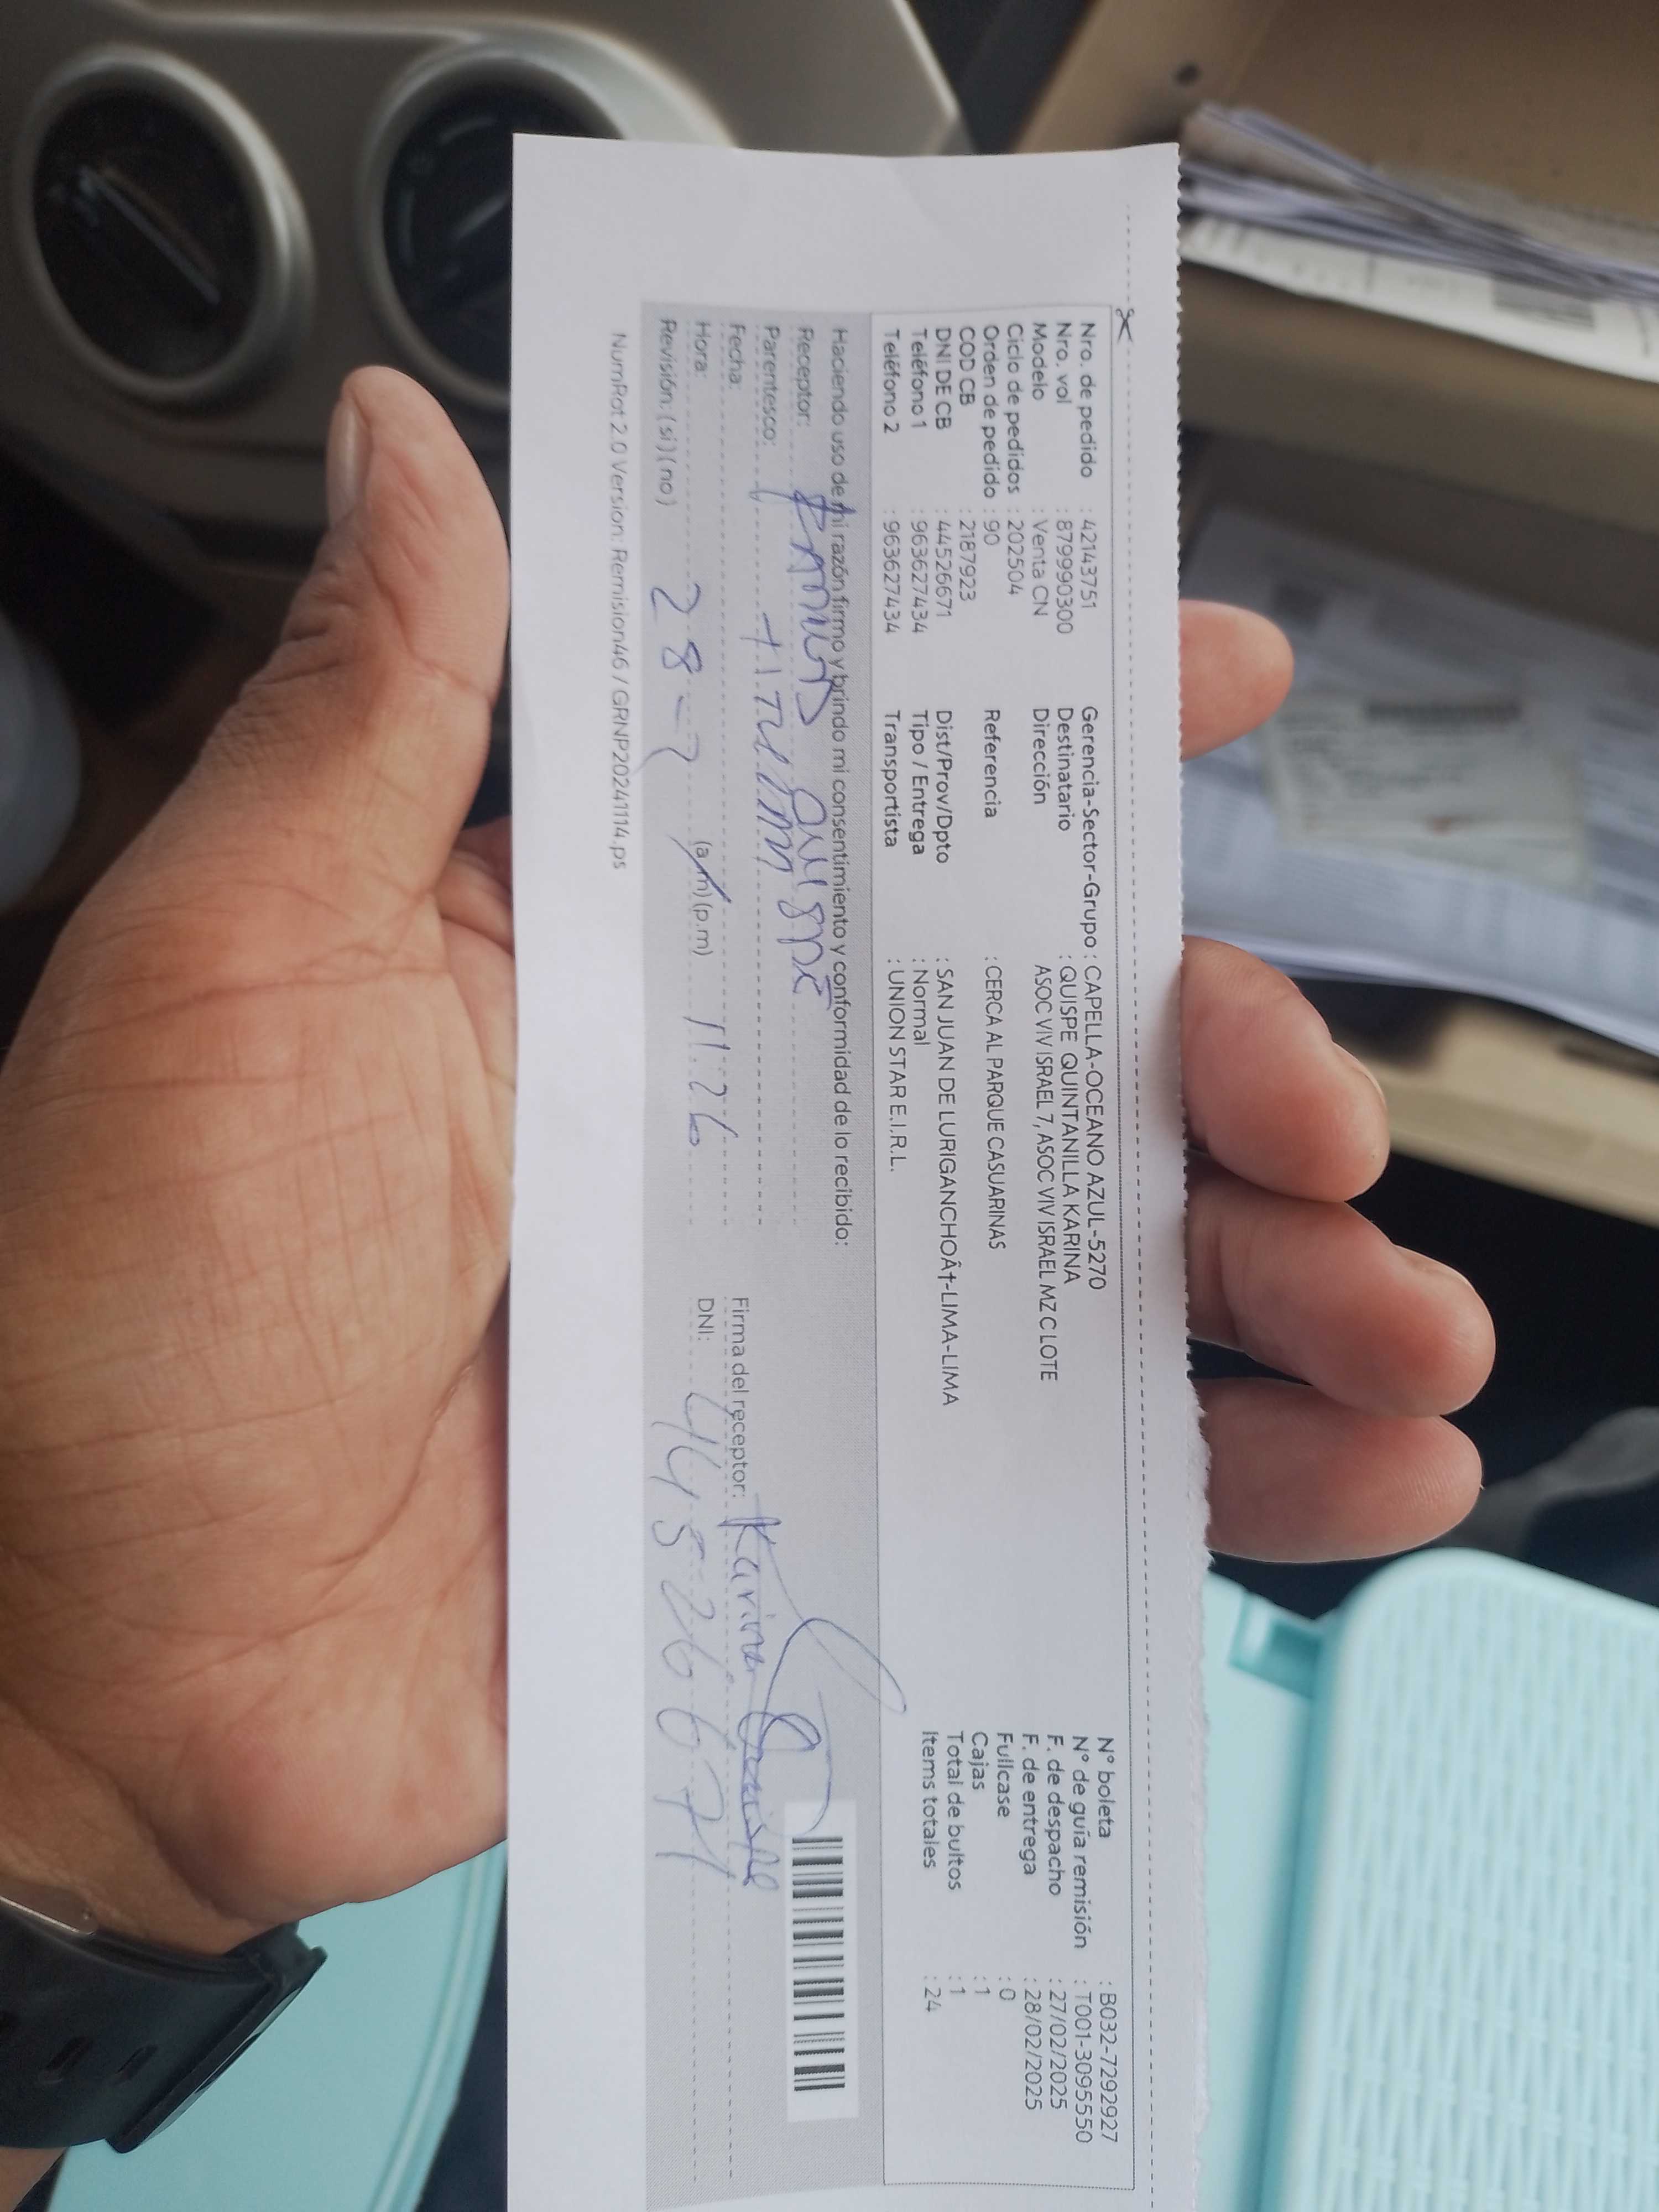 Nro. de pedido : 42143751 Gerencia-Sector-Grupo : CAPELLA-OCEANO AZUL-5270 N° boleta : B032-7292927
Nro. vol : 879990300 Destinatario : QUISPE QUINTANILLA KARINA N° de guía remisión : T001-3095550
Modelo : Venta CN Dirección ASOC VIV ISRAEL 7, ASOC VIV ISRAEL MZ C LOTE F. de despacho : 27/02/2025
Ciclo de pedidos : 202504 F. de entrega : 28/02/2025
Orden de pedido : 90 Referencia : CERCA AL PARQUE CASUARINAS Fullcase : 0
COD CB : 2187923 Cajas : 1
DNI DE CB : 44526671 Dist/Prov/Dpto : SAN JUAN DE LURIGANCHOÂ†-LIMA-LIMA Total de bultos : 1
Teléfono 1 : 963627434 Tipo / Entrega : Normal Items totales : 24
Teléfono 2 : 963627434 Transportista : UNION STAR E.I.R.L.
Haciendo uso de mi razón firmo y brindo mi consentimiento y conformidad de lo recibido:
Receptor: Karina Quispe
Parentesco: titular
Fecha: Firma del receptor: Karina Quispe
Hora: 28-2 (a.m) (p.m) 11:26 DNI: 44526671
Revisión: (si) (no)
NumRot 2.0 Version: Remision46 / GRNP20241114.ps